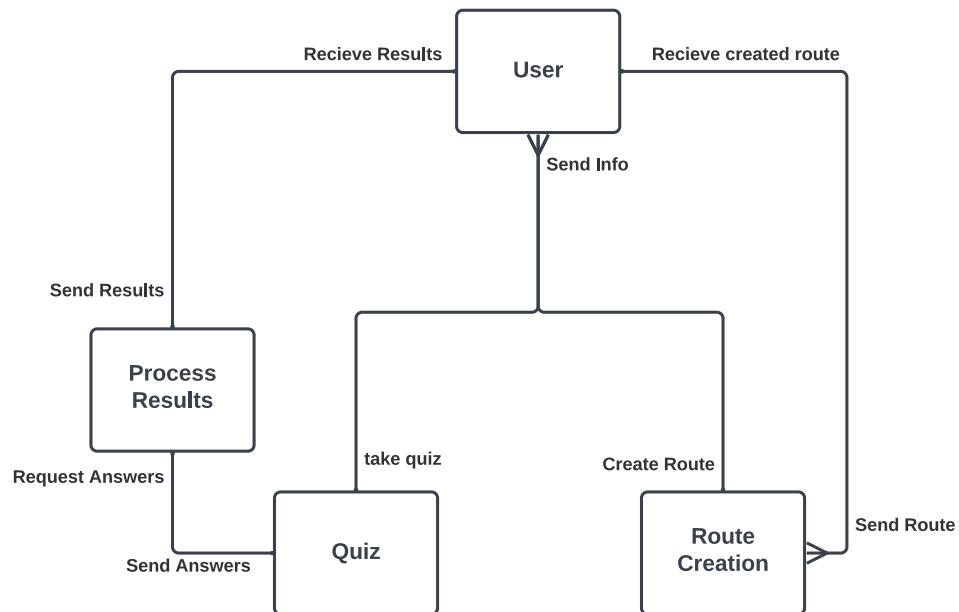 Recieve Results
User
Recieve created route
Send Info
Send Results
Process
Results
Request Answers
take quiz
Create Route
Send Answers
Quiz
Route
Creation
Send Route